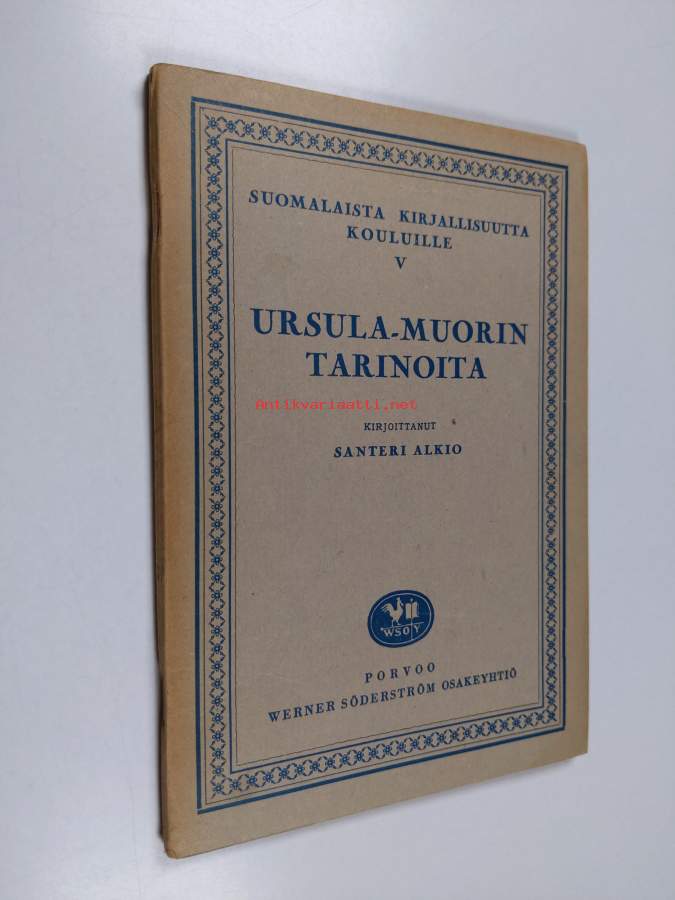 SUOMALAISTA KIRJALLISUUTTA
KOULUILLE
V
URSULA-MUORIN
TARINOITA
Antikvariaatti.net
KIRJOITTANUT
SANTERI ALKIO
WSOY
PORVOO
WERNER SÖDERSTRÖM OSAKEYHTIÖ